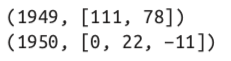 (1949, [111, 78])
(1950, [0, 22, −11])